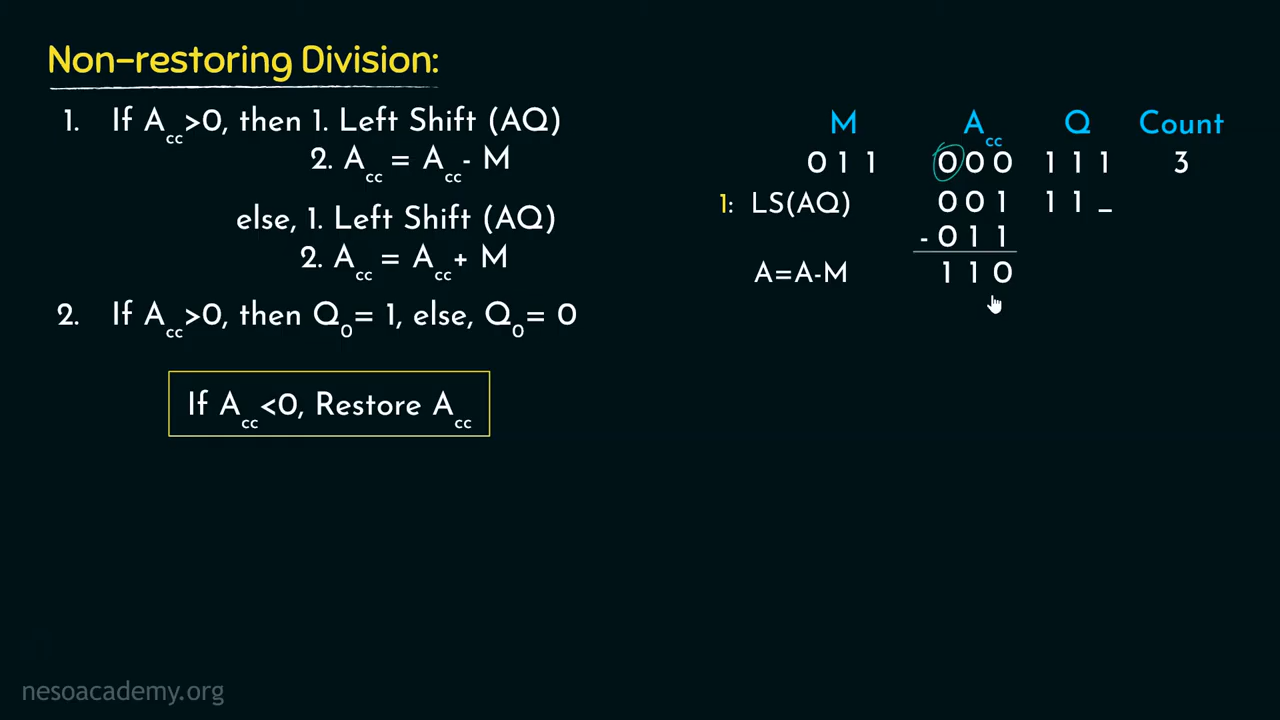 Non-restoring Division:
1. If Acc>0, then 1. Left Shift (AQ)
2. Acc = Acc- M
else, 1. Left Shift (AQ)
2. Acc = Acc+ M
2. If Acc>0, then Q0= 1, else, Q0= 0
If Acc<0, Restore Acc
M Acc Q Count
0 1 1 0 0 0 1 1 1 3
1: LS(AQ) 0 0 1 1 1 _
- 0 1 1
A=A-M 1 1 0
nesoacademy.org